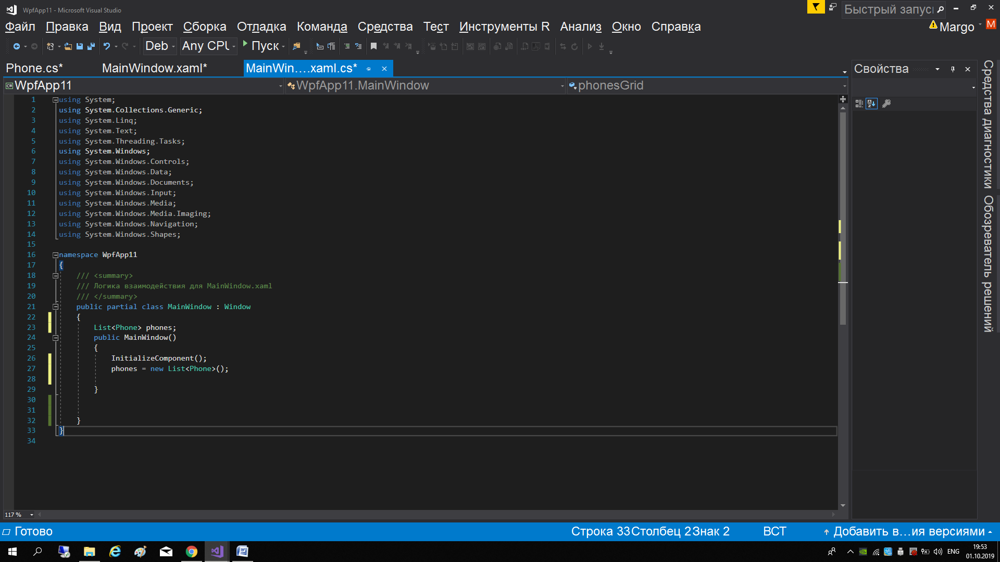 WpfApp11 - Microsoft Visual Studio
Быстрый запус
Файл Правка Вид Проект Сборка Отладка Команда Средства Тест Инструменты R Анализ Окно Справка
Margo M
Deb Any CPU Пуск
Phone.cs* MainWindow.xaml* MainWin....xaml.cs*
WpfApp11 WpfApp11.MainWindow phonesGrid
1 using System;
2 using System.Collections.Generic;
3 using System.Linq;
4 using System.Text;
5 using System.Threading.Tasks;
6 using System.Windows;
7 using System.Windows.Controls;
8 using System.Windows.Data;
9 using System.Windows.Documents;
10 using System.Windows.Input;
11 using System.Windows.Media;
12 using System.Windows.Media.Imaging;
13 using System.Windows.Navigation;
14 using System.Windows.Shapes;
15
16 namespace WpfApp11
17 {
18 /// <summary>
19 /// Логика взаимодействия для MainWindow.xaml
20 /// </summary>
21 public partial class MainWindow : Window
22 {
23 List<Phone> phones;
24 public MainWindow()
25 {
26 InitializeComponent();
27 phones = new List<Phone>();
28
29 }
30
31
32 }
33 }
34
117 %
Свойства
Средства диагностики
Обозреватель решений
Готово
Строка 33 Столбец 2 Знак 2 ВСТ
Добавить в...ия версиями
ENG
19:53
01.10.2019